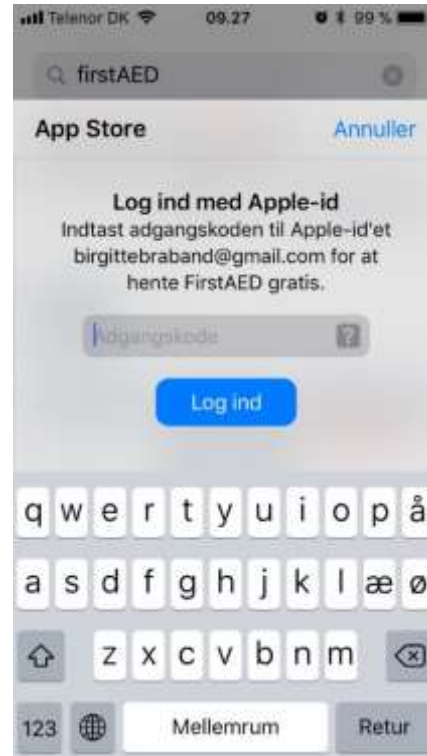 Telenor DK 09.27 99 %
firstAED
App Store Annuller
Log ind med Apple-id
Indtast adgangskoden til Apple-id'et
birgittebraband@gmail.com for at
hente FirstAED gratis.
Adgangskode ?
Log ind
q w e r t y u i o p å
a s d f g h j k l æ ø
z x c v b n m
123 Mellemrum Retur